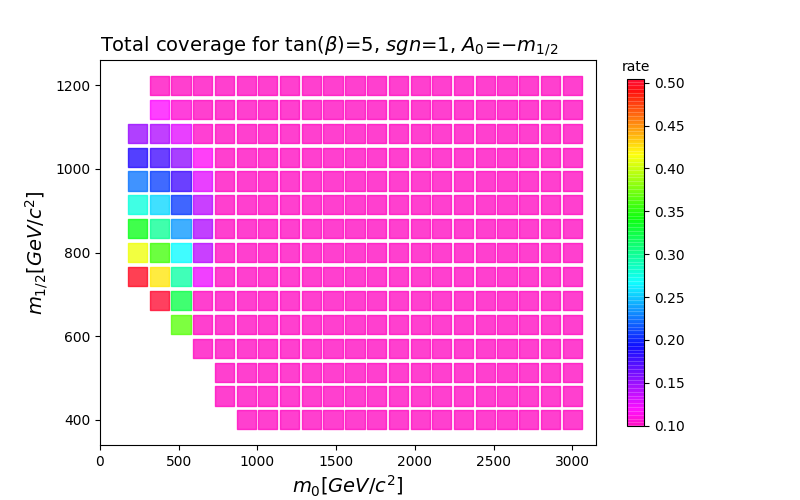 Total coverage for tan(β)=5, sgn=1, A₀=−m₁/₂
rate
1200
1000
800
600
400
m₁/₂[GeV/c²]
0 500 1000 1500 2000 2500 3000
m₀[GeV/c²]
0.50
0.45
0.40
0.35
0.30
0.25
0.20
0.15
0.10